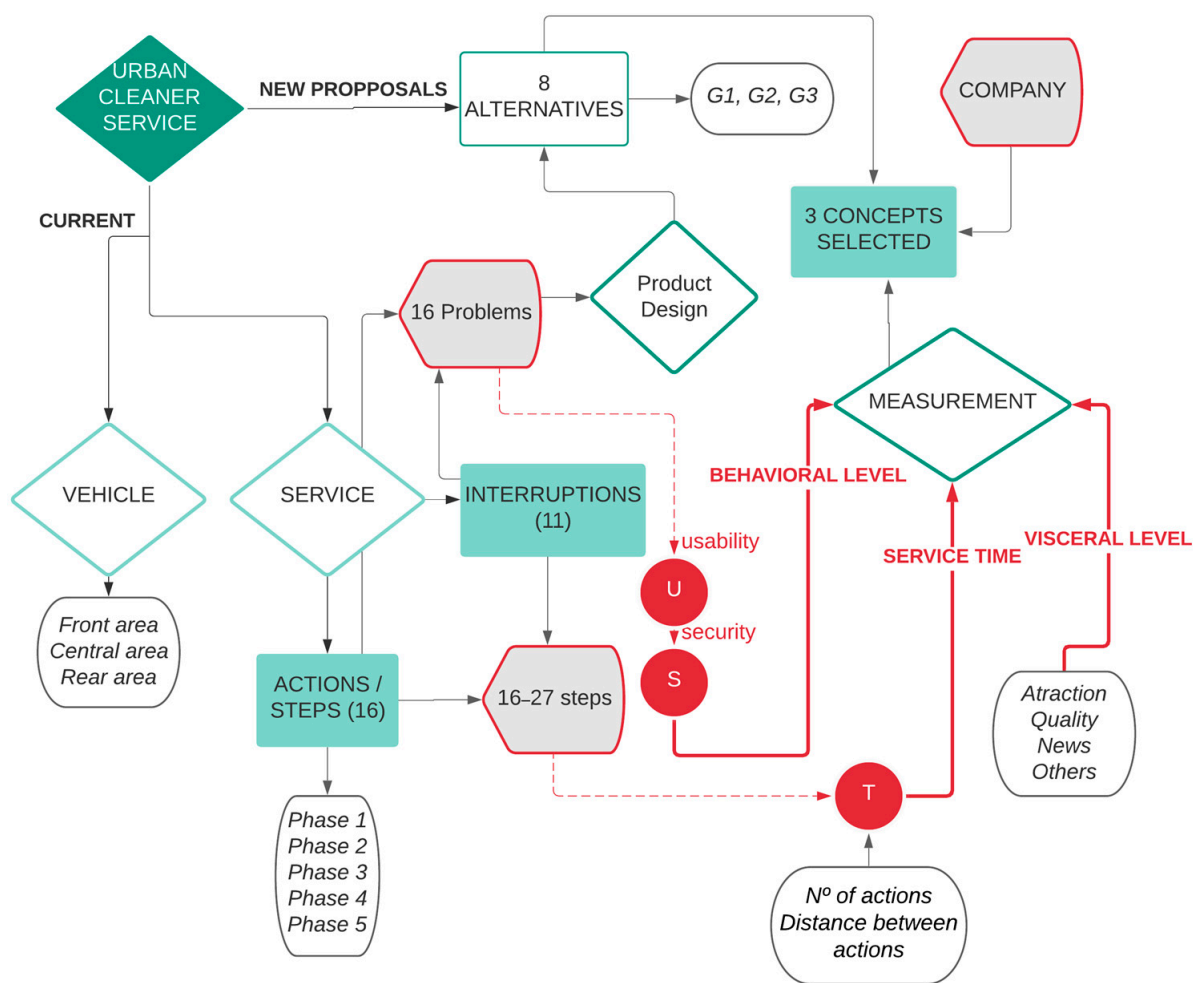 URBAN
CLEANER
SERVICE
NEW PROPPOSALS
8
ALTERNATIVES
G1, G2, G3
COMPANY
CURRENT
3 CONCEPTS
SELECTED
16 Problems
Product
Design
MEASUREMENT
VEHICLE
SERVICE
INTERRUPTIONS
(11)
BEHAVIORAL LEVEL
SERVICE TIME
VISCERAL LEVEL
usability
U
security
S
Front area
Central area
Rear area
ACTIONS /
STEPS (16)
16–27 steps
Atraction
Quality
News
Others
T
Phase 1
Phase 2
Phase 3
Phase 4
Phase 5
Nº of actions
Distance between
actions